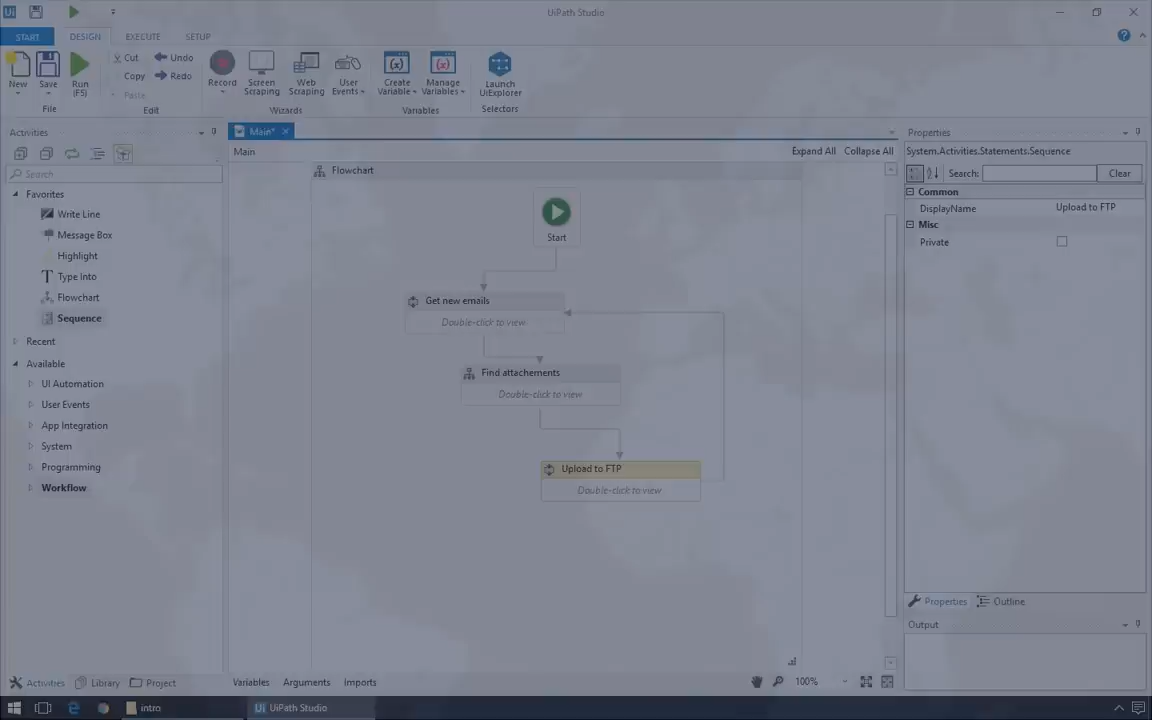 UiPath Studio
START DESIGN EXECUTE SETUP
New Save Run (F5) Cut Copy Paste Undo Redo Record Screen Scraping Web Scraping User Events Create Variable Manage Variables Launch UiExplorer
File Edit Wizards Variables Selectors
Activities
Main*
Properties
Main
Expand All Collapse All
System.Activities.Statements.Sequence
Search
Search: Clear
Favorites
Write Line
Message Box
Highlight
Type Into
Flowchart
Sequence
Recent
Available
UI Automation
User Events
App Integration
System
Programming
Workflow
Flowchart
Start
Get new emails
Double-click to view
Find attachements
Double-click to view
Upload to FTP
Double-click to view
Common
DisplayName Upload to FTP
Misc
Private
Properties Outline
Output
Activities Library Project
Variables Arguments Imports
100%
intro
UiPath Studio